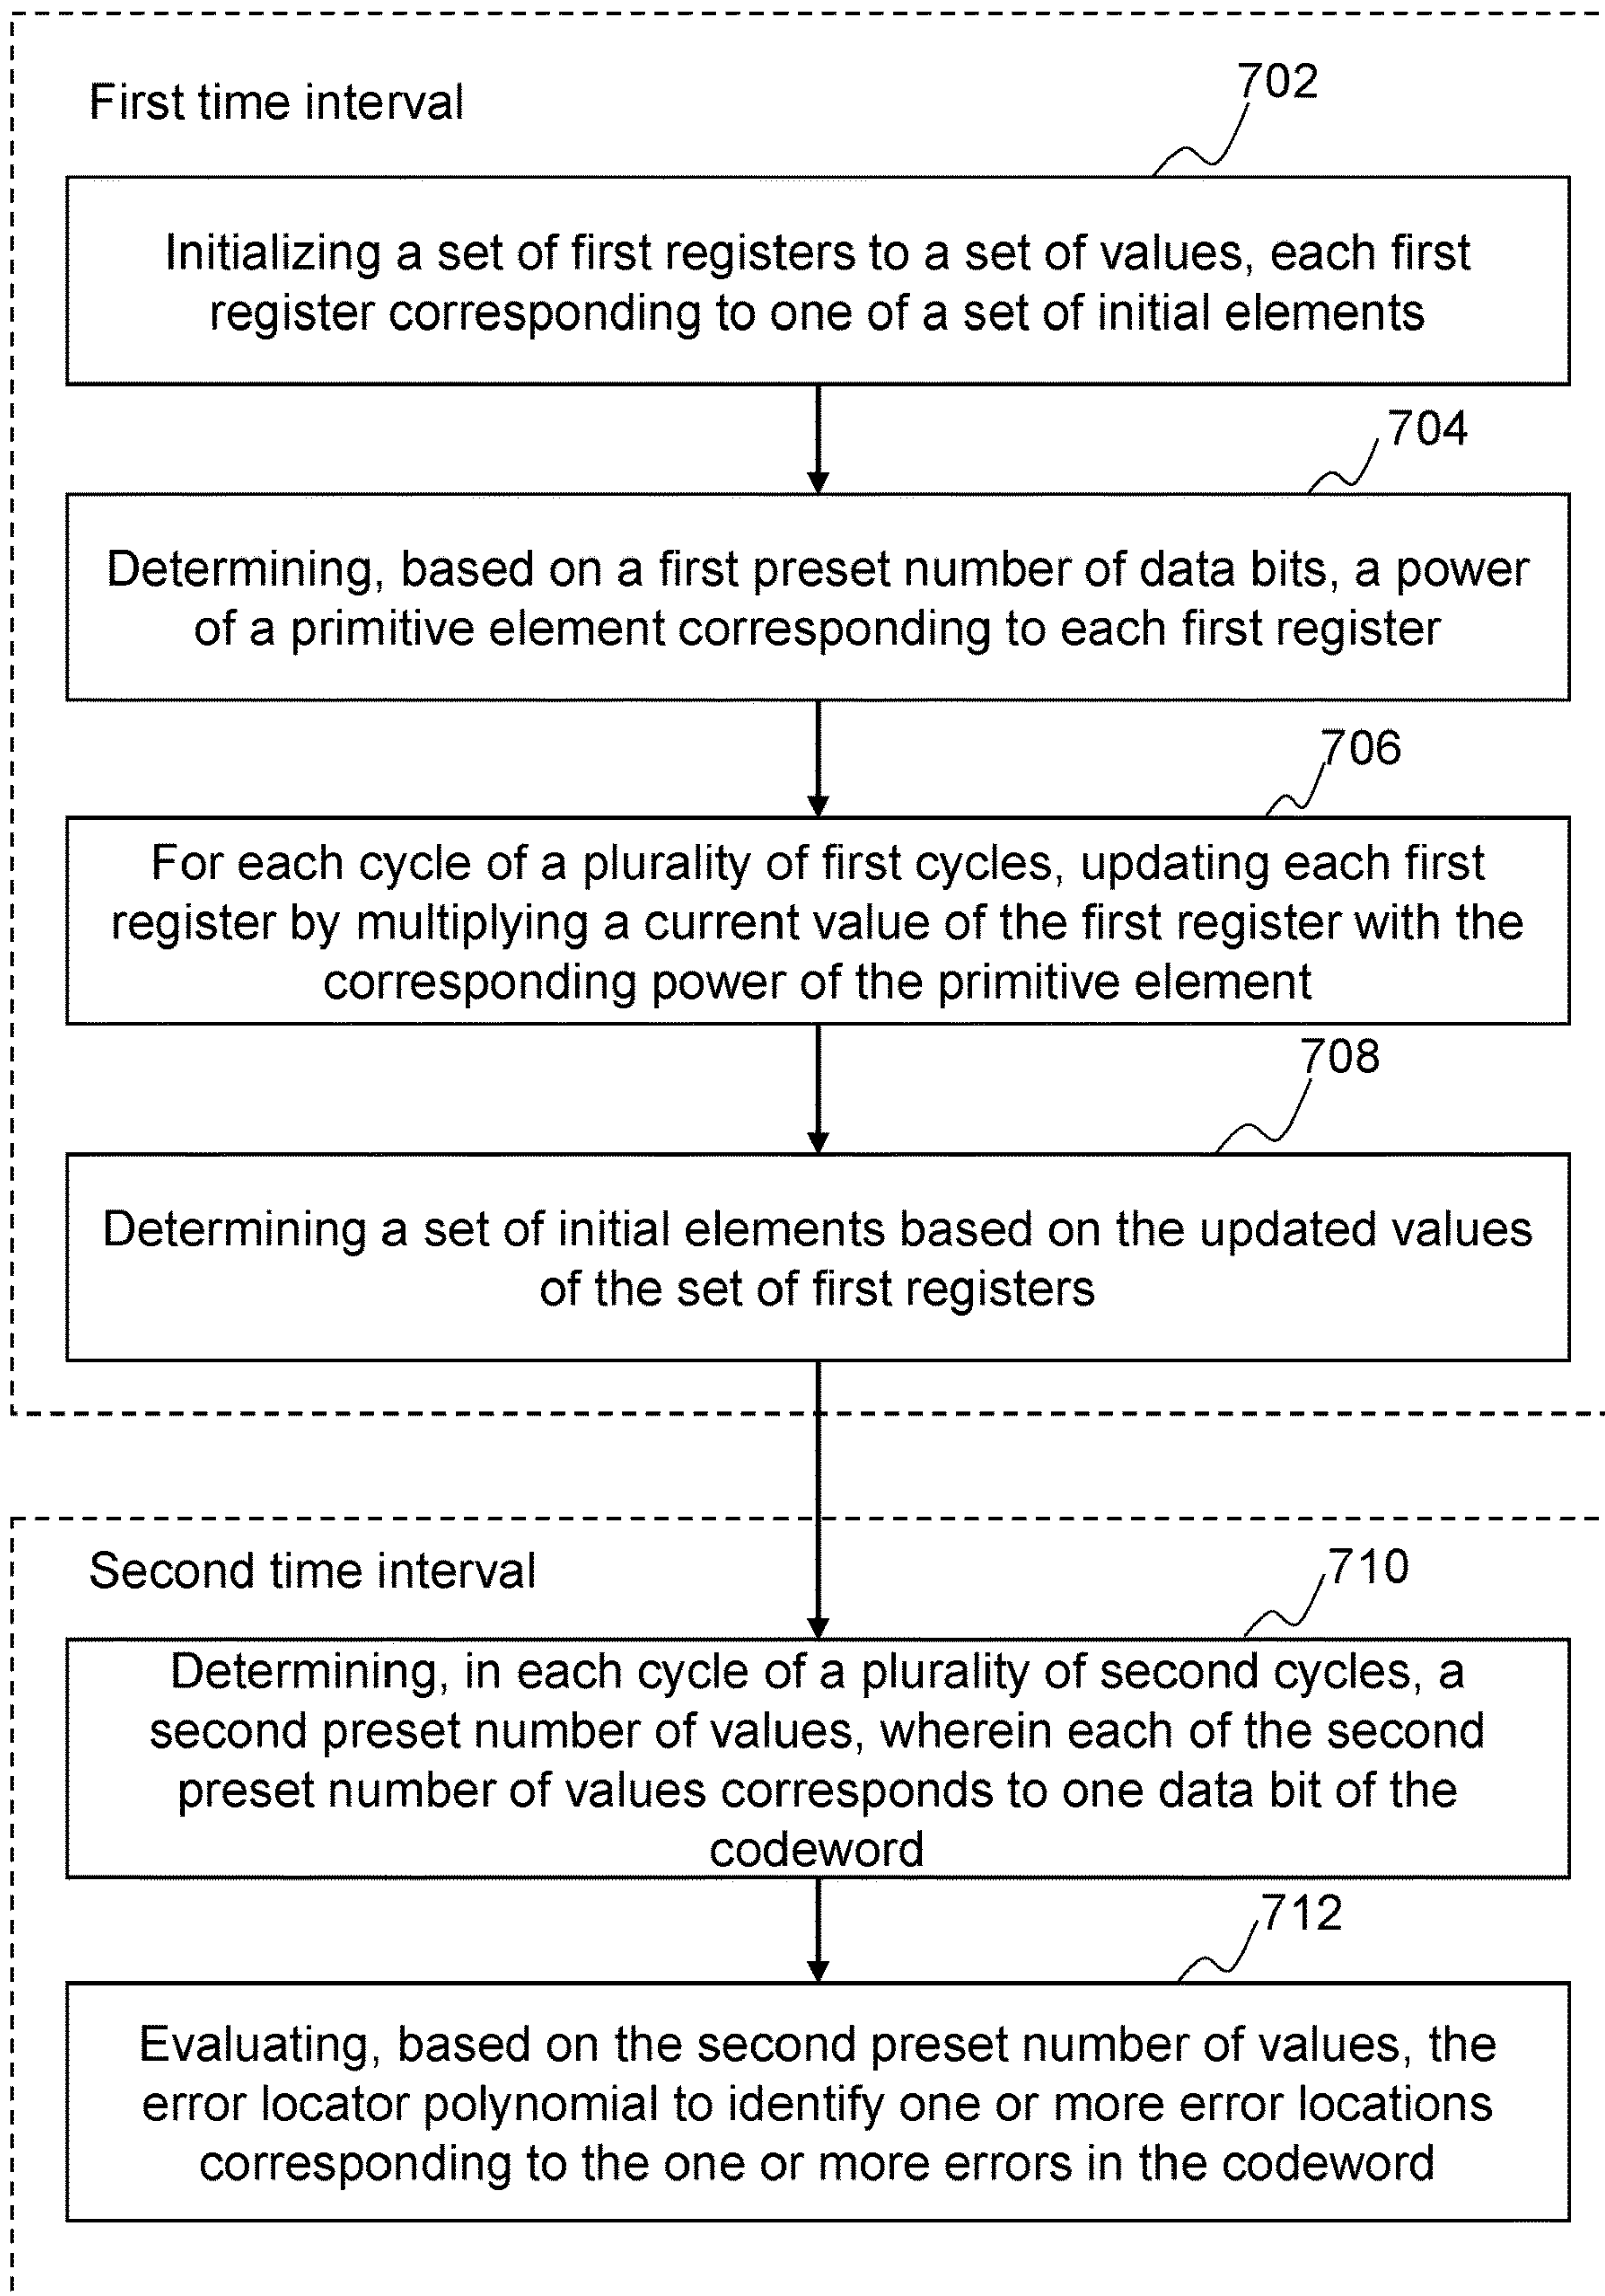 First time interval
702
Initializing a set of first registers to a set of values, each first
register corresponding to one of a set of initial elements
704
Determining, based on a first preset number of data bits, a power
of a primitive element corresponding to each first register
706
For each cycle of a plurality of first cycles, updating each first
register by multiplying a current value of the first register with the
corresponding power of the primitive element
708
Determining a set of initial elements based on the updated values
of the set of first registers
Second time interval
710
Determining, in each cycle of a plurality of second cycles, a
second preset number of values, wherein each of the second
preset number of values corresponds to one data bit of the
codeword
712
Evaluating, based on the second preset number of values, the
error locator polynomial to identify one or more error locations
corresponding to the one or more errors in the codeword